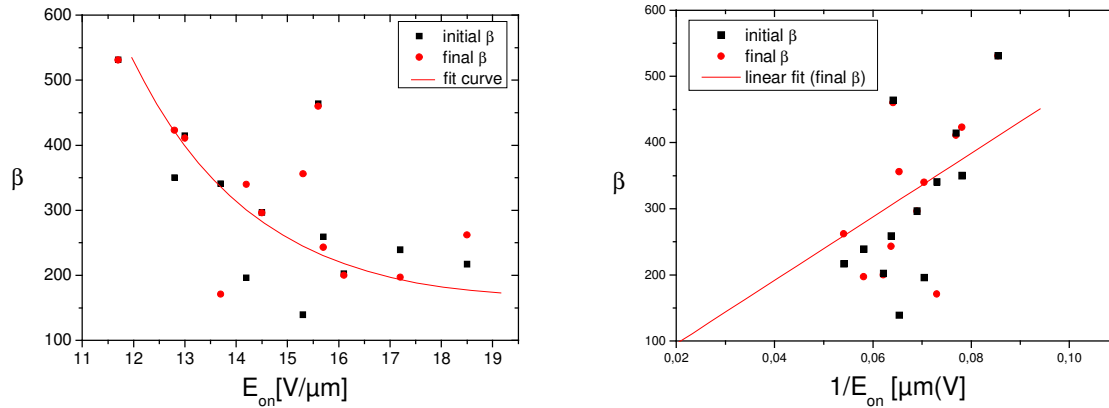 600
500
400
300
200
100
β
11 12 13 14 15 16 17 18 19
E_on[V/µm]
initial β
final β
fit curve
600
500
400
300
200
100
β
0,02 0,04 0,06 0,08 0,10
1/E_on [µm(V]
initial β
final β
linear fit (final β)